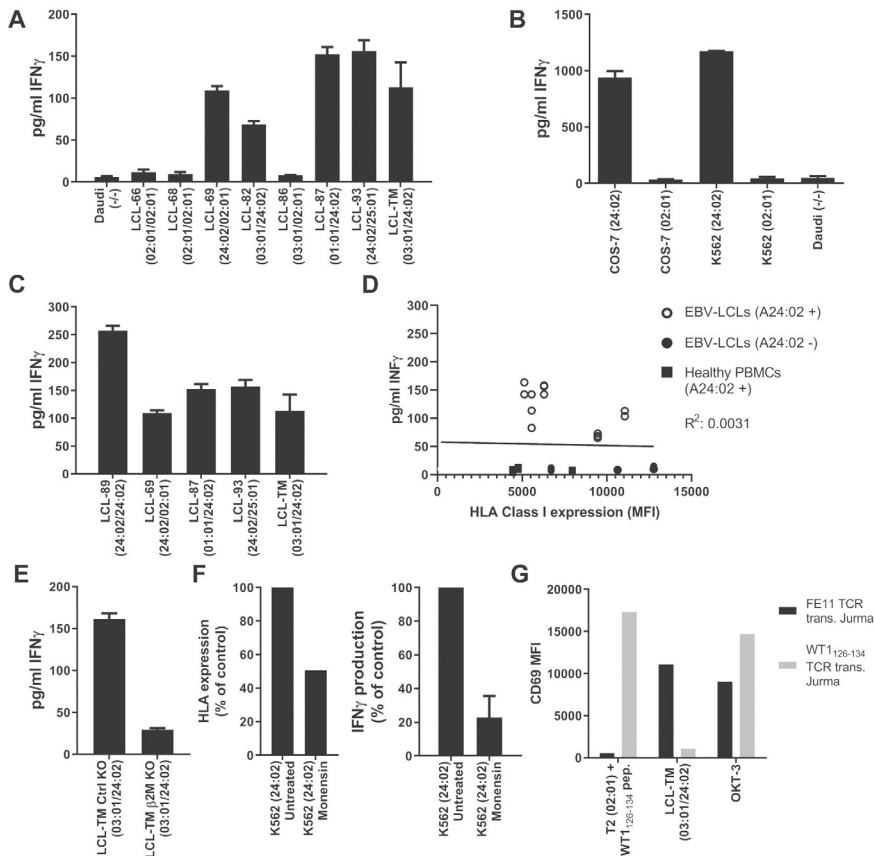 A
pg/ml IFNγ
200
150
100
50
0
Daudi
(-/-)
LCL-66
(02:01/02:01)
LCL-68
(02:01/02:01)
LCL-69
(24:02/02:01)
LCL-82
(03:01/24:02)
LCL-86
(03:01/02:01)
LCL-87
(01:01/24:02)
LCL-93
(24:02/25:01)
LCL-TM
(03:01/24:02)
B
pg/ml IFNγ
1500
1000
500
0
COS-7 (24:02)
COS-7 (02:01)
K562 (24:02)
K562 (02:01)
Daudi (-/-)
C
pg/ml IFNγ
300
250
200
150
100
50
0
LCL-89
(24:02/24:02)
LCL-69
(24:02/02:01)
LCL-87
(01:01/24:02)
LCL-93
(24:02/25:01)
LCL-TM
(03:01/24:02)
D
pg/ml INFγ
300
250
200
150
100
50
0
0
5000
10000
15000
HLA Class I expression (MFI)
EBV-LCLs (A24:02 +)
EBV-LCLs (A24:02 -)
Healthy PBMCs
(A24:02 +)
R²: 0.0031
E
pg/ml IFNγ
200
150
100
50
0
LCL-TM Ctrl KO
(03:01/24:02)
LCL-TM β2M KO
(03:01/24:02)
F
HLA expression
(% of control)
100
80
60
40
20
0
K562 (24:02)
Untreated
K562 (24:02)
Monensin
IFNγ production
(% of control)
100
80
60
40
20
0
K562 (24:02)
Untreated
K562 (24:02)
Monensin
G
CD69 MFI
20000
15000
10000
5000
0
T2 (02:01) +
WT1₁₂₆₋₁₃₄ pep.
LCL-TM
(03:01/24:02)
OKT-3
FE11 TCR
trans. Jurma
WT1₁₂₆₋₁₃₄
TCR trans.
Jurma